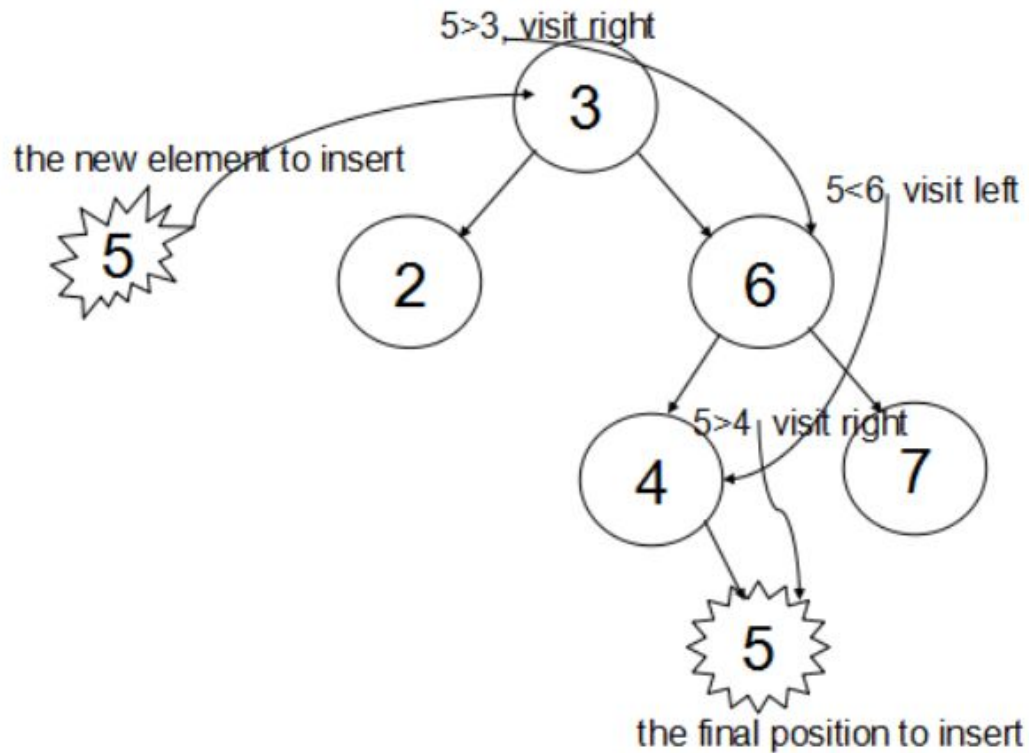 5>3, visit right
3
the new element to insert
5<6 visit left
5
2
6
5>4 visit right
4
7
5
the final position to insert